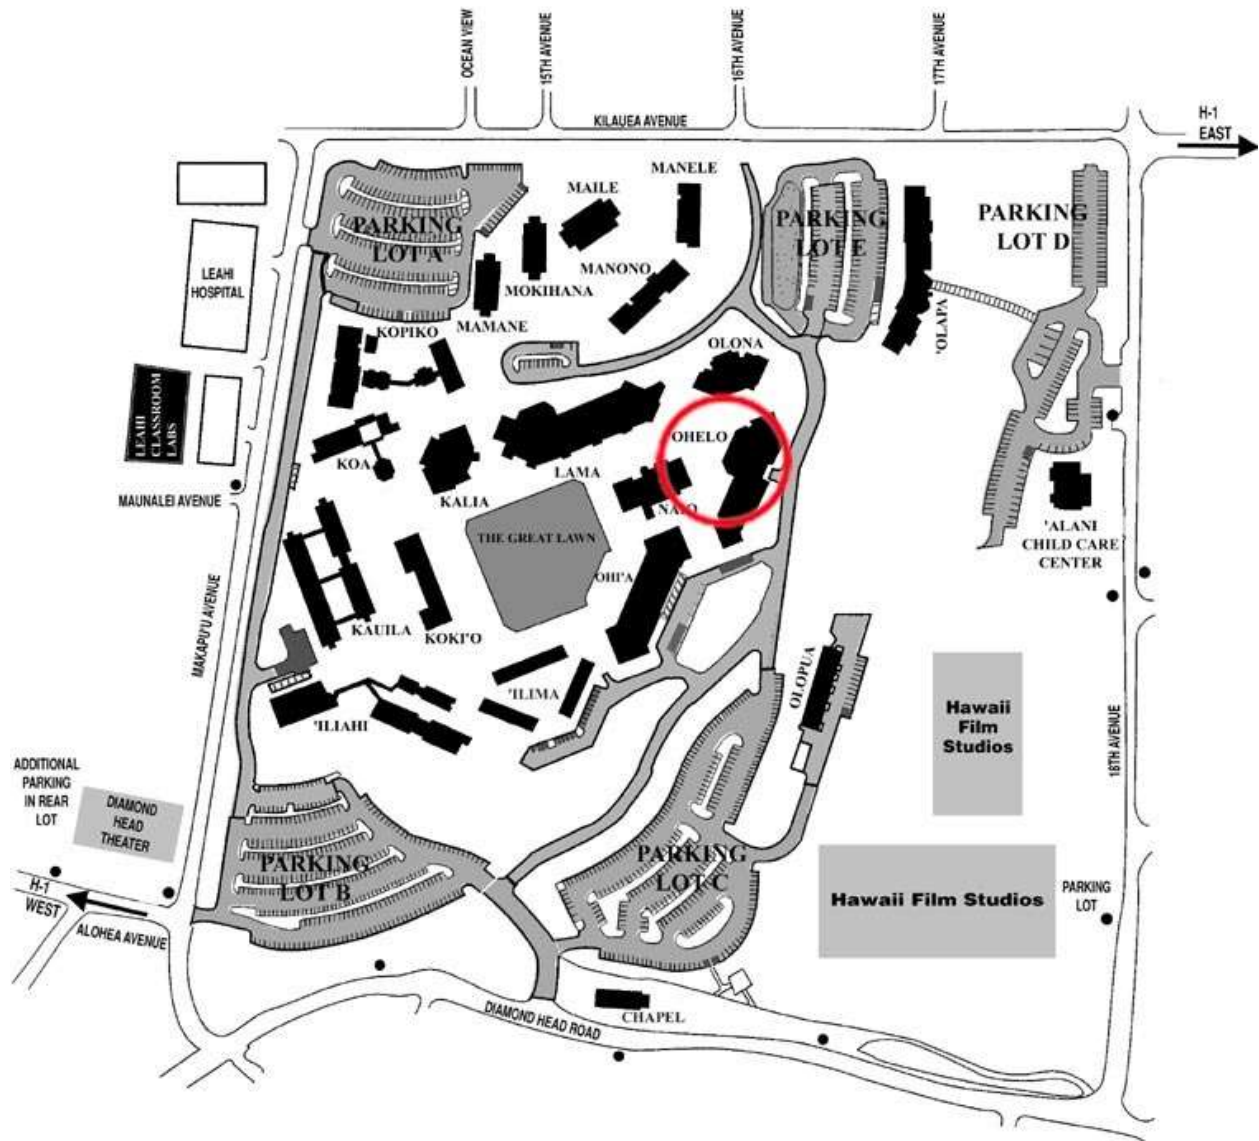 OCEAN VIEW
15TH AVENUE
16TH AVENUE
17TH AVENUE
KILAUEA AVENUE
H-1
EAST
MANELE
MAILE
PARKING
LOT A
PARKING
LOT E
PARKING
LOT D
LEAHI
HOSPITAL
MANONO
MOKIHANA
MAMANE
'OLAPA
KOPIKO
OLONA
LEAHI
CLASSROOM
LABS
OHELO
KOA
LAMA
KALIA
NAIO
MAUNALEI AVENUE
THE GREAT LAWN
'ALANI
CHILD CARE
CENTER
OHI'A
KAUILA
KOKI'O
MAKAPU'U AVENUE
'ILIMA
OLOPUA
'ILIAHI
Hawaii
Film
Studios
18TH AVENUE
ADDITIONAL
PARKING
IN REAR
LOT
DIAMOND
HEAD
THEATER
PARKING
LOT B
PARKING
LOT C
Hawaii Film Studios
PARKING
LOT
H-1
WEST
ALOHEA AVENUE
DIAMOND HEAD ROAD
CHAPEL